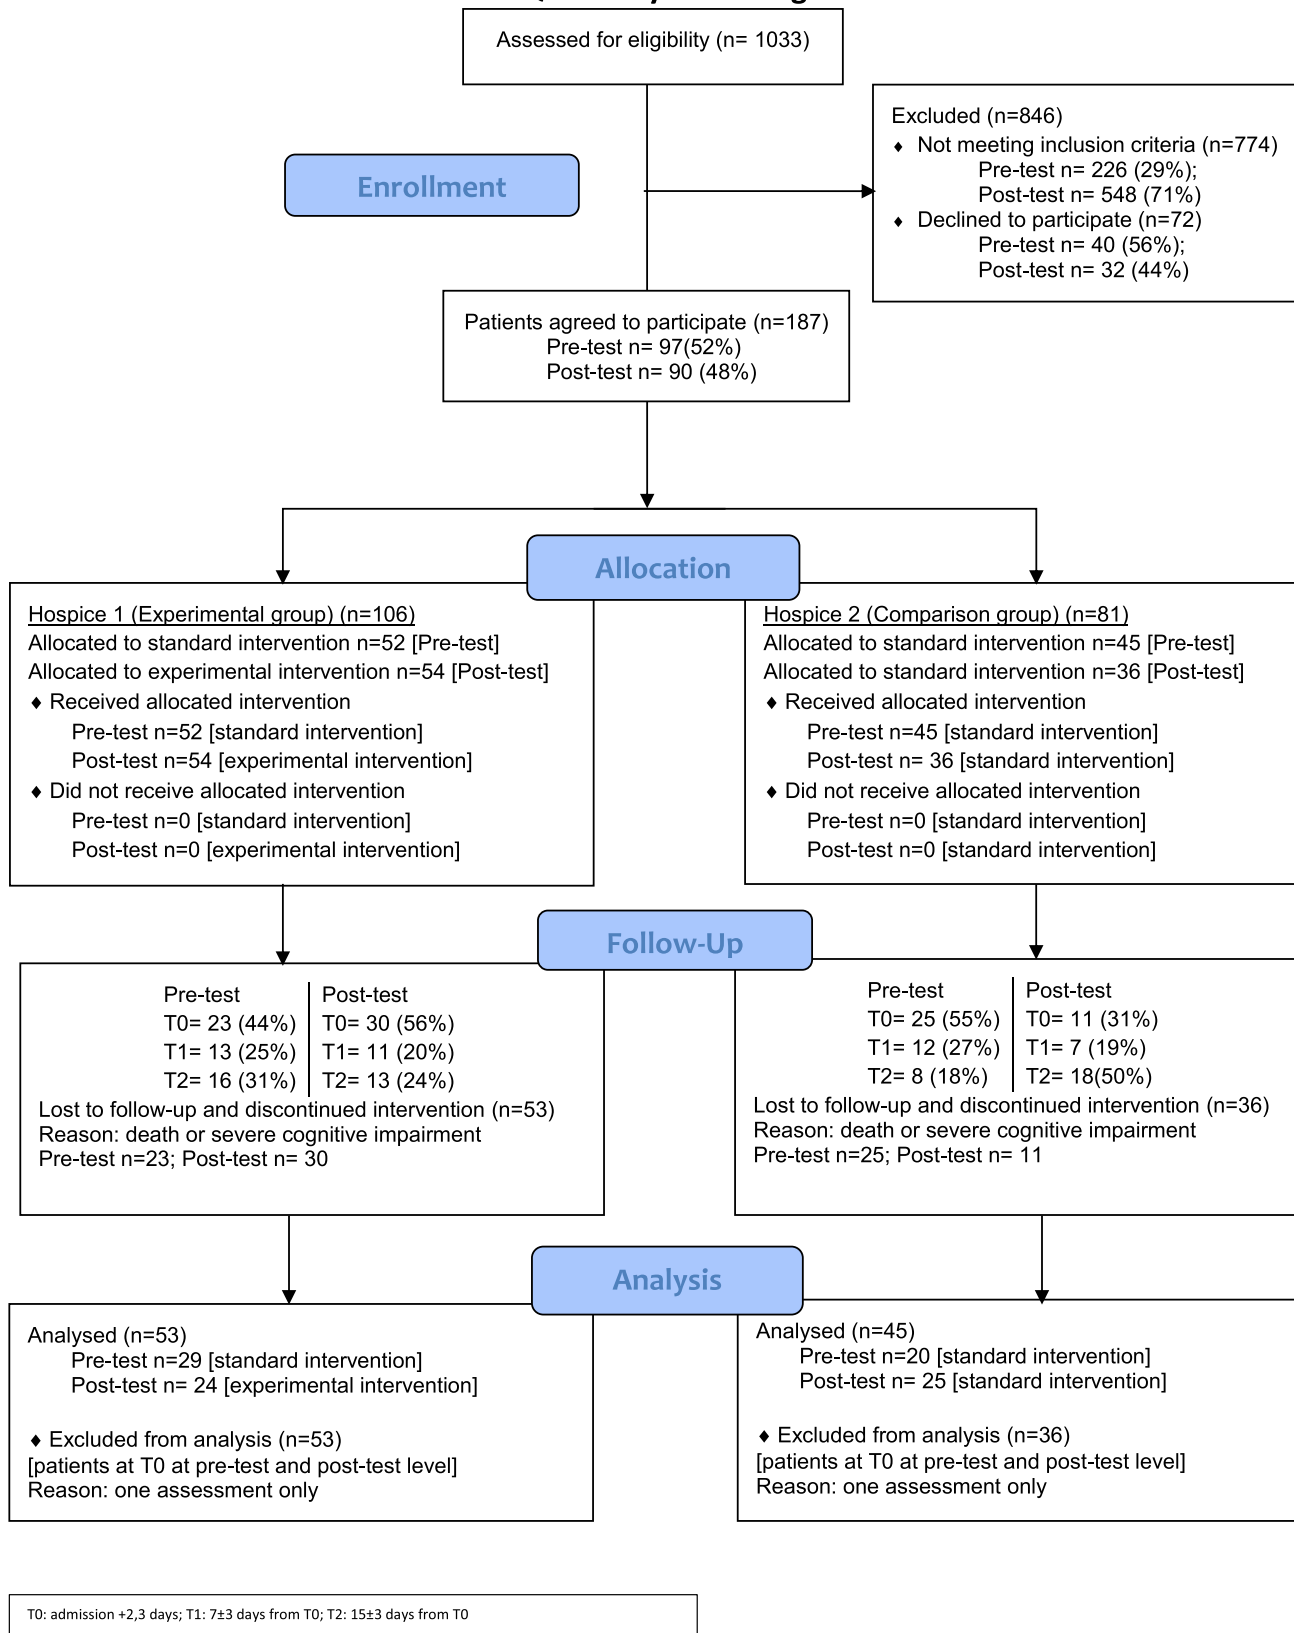 Assessed for eligibility (n= 1033)
Excluded (n=846)
♦ Not meeting inclusion criteria (n=774)
Pre-test n= 226 (29%);
Post-test n= 548 (71%)
♦ Declined to participate (n=72)
Pre-test n= 40 (56%);
Post-test n= 32 (44%)
Enrollment
Patients agreed to participate (n=187)
Pre-test n= 97(52%)
Post-test n= 90 (48%)
Allocation
Hospice 1 (Experimental group) (n=106)
Allocated to standard intervention n=52 [Pre-test]
Allocated to experimental intervention n=54 [Post-test]
♦ Received allocated intervention
Pre-test n=52 [standard intervention]
Post-test n=54 [experimental intervention]
♦ Did not receive allocated intervention
Pre-test n=0 [standard intervention]
Post-test n=0 [experimental intervention]
Hospice 2 (Comparison group) (n=81)
Allocated to standard intervention n=45 [Pre-test]
Allocated to standard intervention n=36 [Post-test]
♦ Received allocated intervention
Pre-test n=45 [standard intervention]
Post-test n= 36 [standard intervention]
♦ Did not receive allocated intervention
Pre-test n=0 [standard intervention]
Post-test n=0 [standard intervention]
Follow-Up
Pre-test Post-test
T0= 23 (44%) T0= 30 (56%)
T1= 13 (25%) T1= 11 (20%)
T2= 16 (31%) T2= 13 (24%)
Lost to follow-up and discontinued intervention (n=53)
Reason: death or severe cognitive impairment
Pre-test n=23; Post-test n= 30
Pre-test Post-test
T0= 25 (55%) T0= 11 (31%)
T1= 12 (27%) T1= 7 (19%)
T2= 8 (18%) T2= 18(50%)
Lost to follow-up and discontinued intervention (n=36)
Reason: death or severe cognitive impairment
Pre-test n=25; Post-test n= 11
Analysis
Analysed (n=53)
Pre-test n=29 [standard intervention]
Post-test n= 24 [experimental intervention]
♦ Excluded from analysis (n=53)
[patients at T0 at pre-test and post-test level]
Reason: one assessment only
Analysed (n=45)
Pre-test n=20 [standard intervention]
Post-test n= 25 [standard intervention]
♦ Excluded from analysis (n=36)
[patients at T0 at pre-test and post-test level]
Reason: one assessment only
T0: admission +2,3 days; T1: 7±3 days from T0; T2: 15±3 days from T0